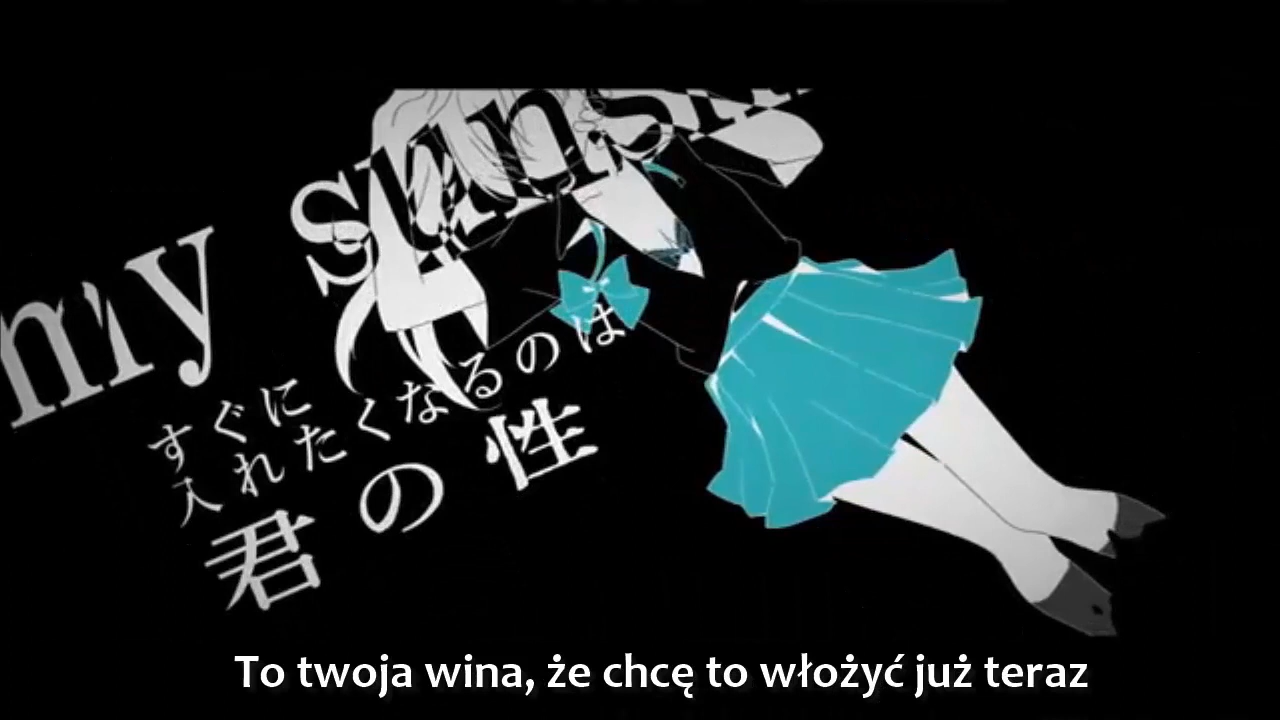 my
すぐに
入れたくなるのは
君の性
To twoja wina, że chcę to włożyć już teraz